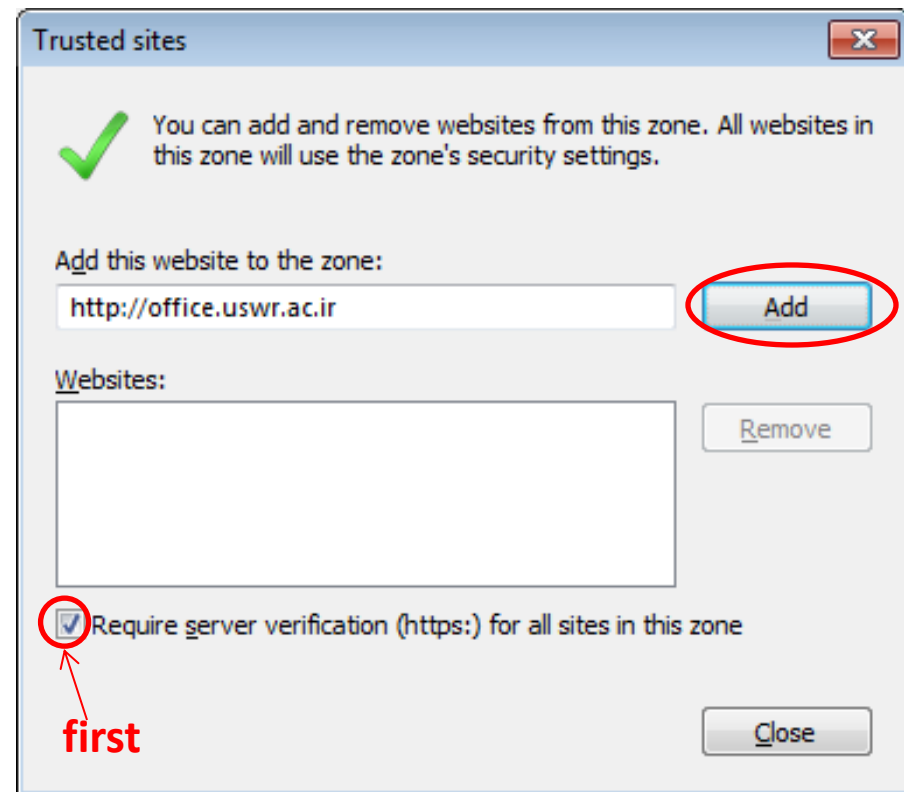 Trusted sites
You can add and remove websites from this zone. All websites in
this zone will use the zone's security settings.
Add this website to the zone:
http://office.uswr.ac.ir
Add
Websites:
Remove
Require server verification (https:) for all sites in this zone
first
Close